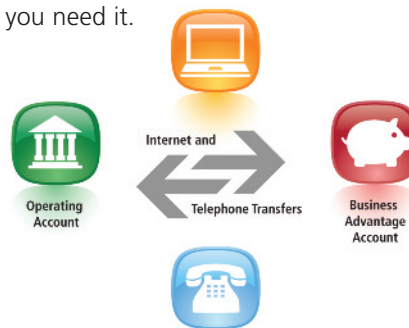 you need it.
Internet and
Telephone Transfers
Operating
Account
Business
Advantage
Account